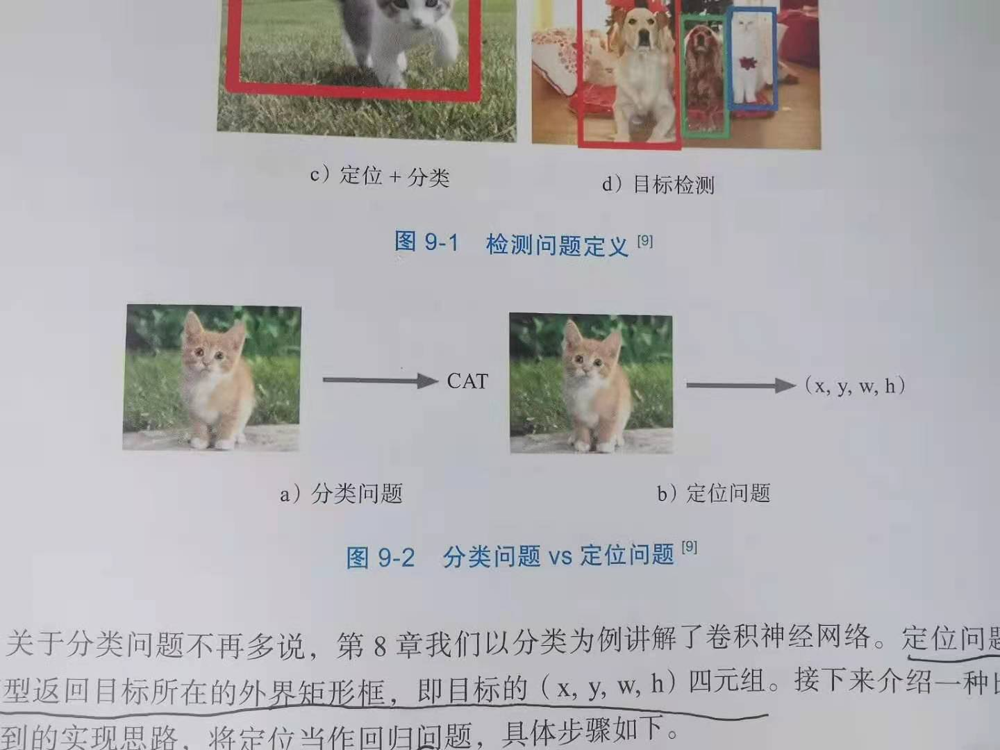 c）定位 + 分类
d）目标检测
图 9-1 检测问题定义 [9]
CAT
(x, y, w, h)
a）分类问题
b）定位问题
图 9-2 分类问题 vs 定位问题 [9]
关于分类问题不再多说，第 8 章我们以分类为例讲解了卷积神经网络。定位问题
型返回目标所在的外界矩形框，即目标的（x, y, w, h）四元组。接下来介绍一种
到的实现思路，将定位当作回归问题，具体步骤如下。